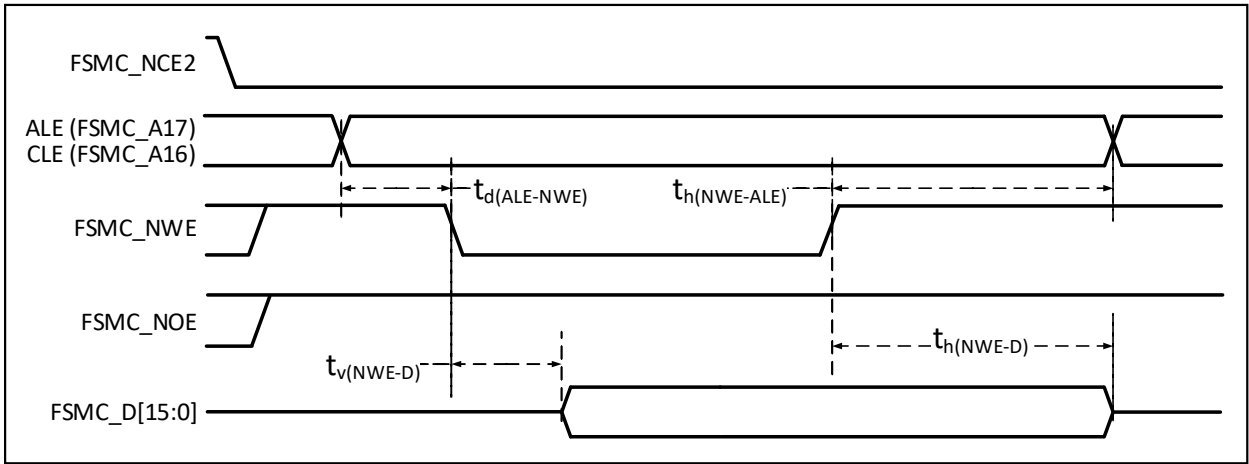 FSMC_NCE2
ALE (FSMC_A17)
CLE (FSMC_A16)
td(ALE-NWE)
th(NWE-ALE)
FSMC_NWE
FSMC_NOE
th(NWE-D)
tv(NWE-D)
FSMC_D[15:0]